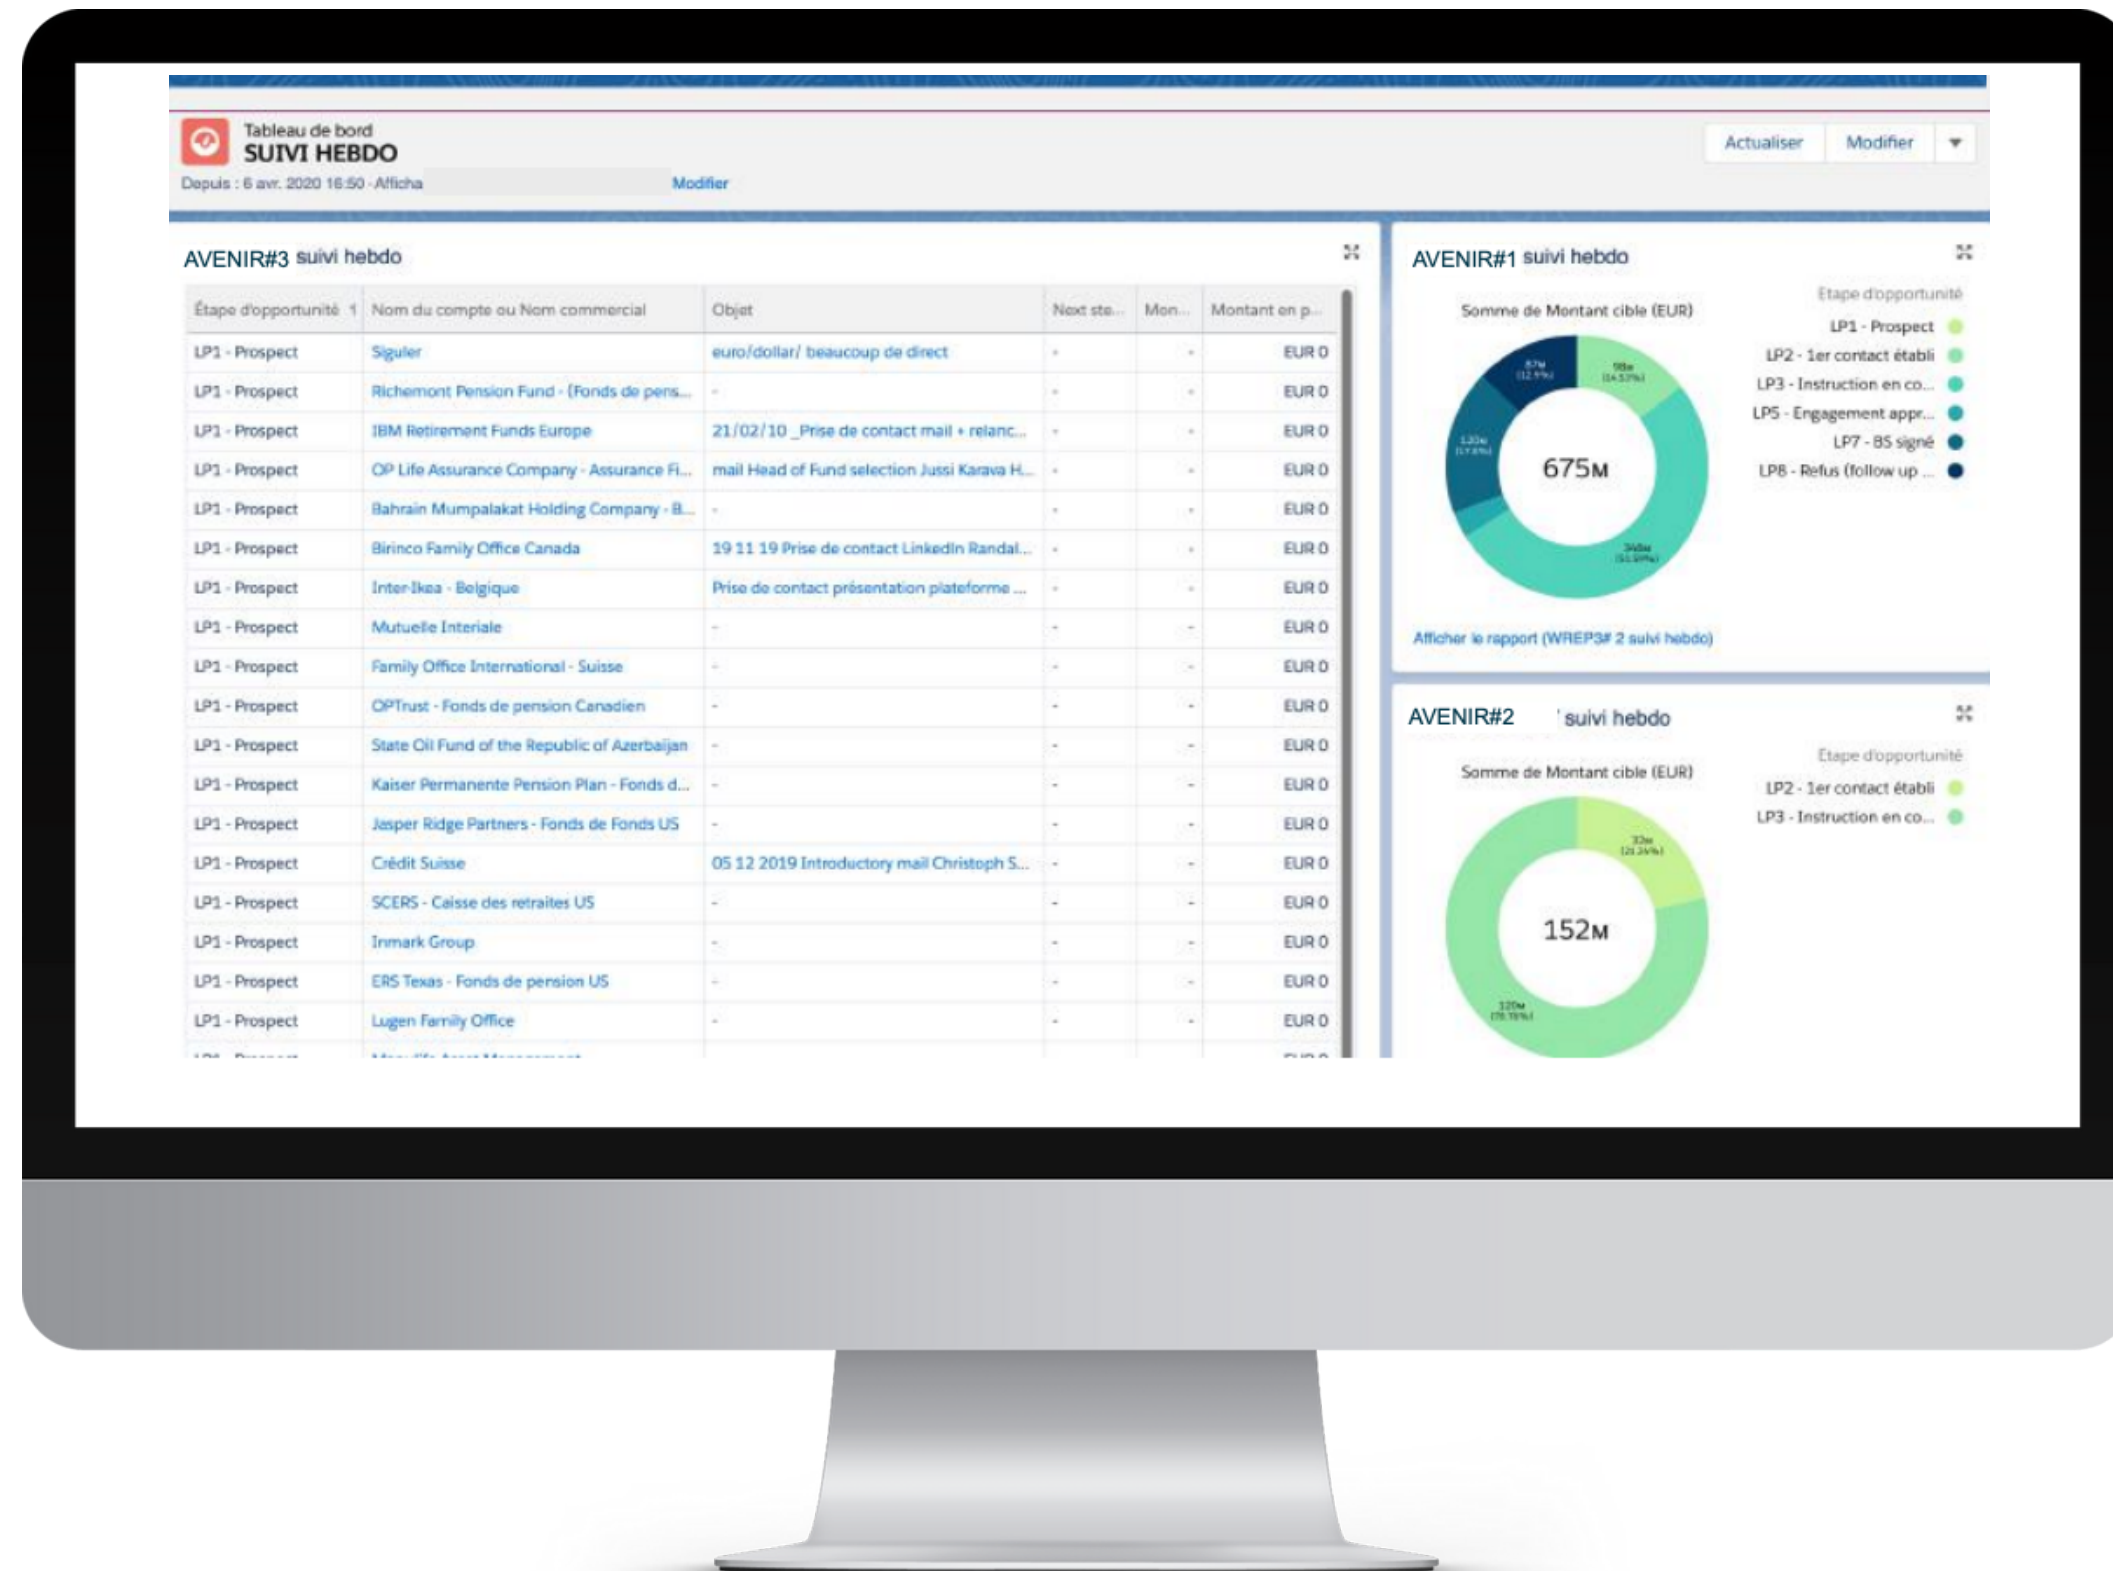 Tableau de bord
SUIVI HEBDO
Depuis : 6 avr. 2020 16:50 - Afficha
Modifier
Actualiser
Modifier
AVENIR#3 suivi hebdo
Étape d'opportunité ↑ Nom du compte ou Nom commercial Objet Next ste... Mon... Montant en p...
LP1 - Prospect Siguler euro/dollar/ beaucoup de direct - - EUR 0
LP1 - Prospect Richemont Pension Fund - (Fonds de pens... - - - EUR 0
LP1 - Prospect IBM Retirement Funds Europe 21/02/10 _Prise de contact mail + relanc... - - EUR 0
LP1 - Prospect OP Life Assurance Company - Assurance Fi... mail Head of Fund selection Jussi Karava H... - - EUR 0
LP1 - Prospect Bahrain Mumpalakat Holding Company - B... - - - EUR 0
LP1 - Prospect Birinco Family Office Canada 19 11 19 Prise de contact LinkedIn Randal... - - EUR 0
LP1 - Prospect Inter-Ikea - Belgique Prise de contact présentation plateforme ... - - EUR 0
LP1 - Prospect Mutuelle Interiale - - - EUR 0
LP1 - Prospect Family Office International - Suisse - - - EUR 0
LP1 - Prospect OPTrust - Fonds de pension Canadien - - - EUR 0
LP1 - Prospect State Oil Fund of the Republic of Azerbaijan - - - EUR 0
LP1 - Prospect Kaiser Permanente Pension Plan - Fonds d... - - - EUR 0
LP1 - Prospect Jasper Ridge Partners - Fonds de Fonds US - - - EUR 0
LP1 - Prospect Crédit Suisse 05 12 2019 Introductory mail Christoph S... - - EUR 0
LP1 - Prospect SCERS - Caisse des retraites US - - - EUR 0
LP1 - Prospect Inmark Group - - - EUR 0
LP1 - Prospect ERS Texas - Fonds de pension US - - - EUR 0
LP1 - Prospect Lugen Family Office - - - EUR 0
AVENIR#1 suivi hebdo
Somme de Montant cible (EUR)
Etape d'opportunité
LP1 - Prospect
LP2 - 1er contact établi
LP3 - Instruction en co...
LP5 - Engagement appr...
LP7 - BS signé
LP8 - Refus (follow up ...
87M
98M
120M
675M
Afficher le rapport (WREP3# 2 suivi hebdo)
AVENIR#2 suivi hebdo
Somme de Montant cible (EUR)
Etape d'opportunité
LP2 - 1er contact établi
LP3 - Instruction en co...
32M
152M
120M